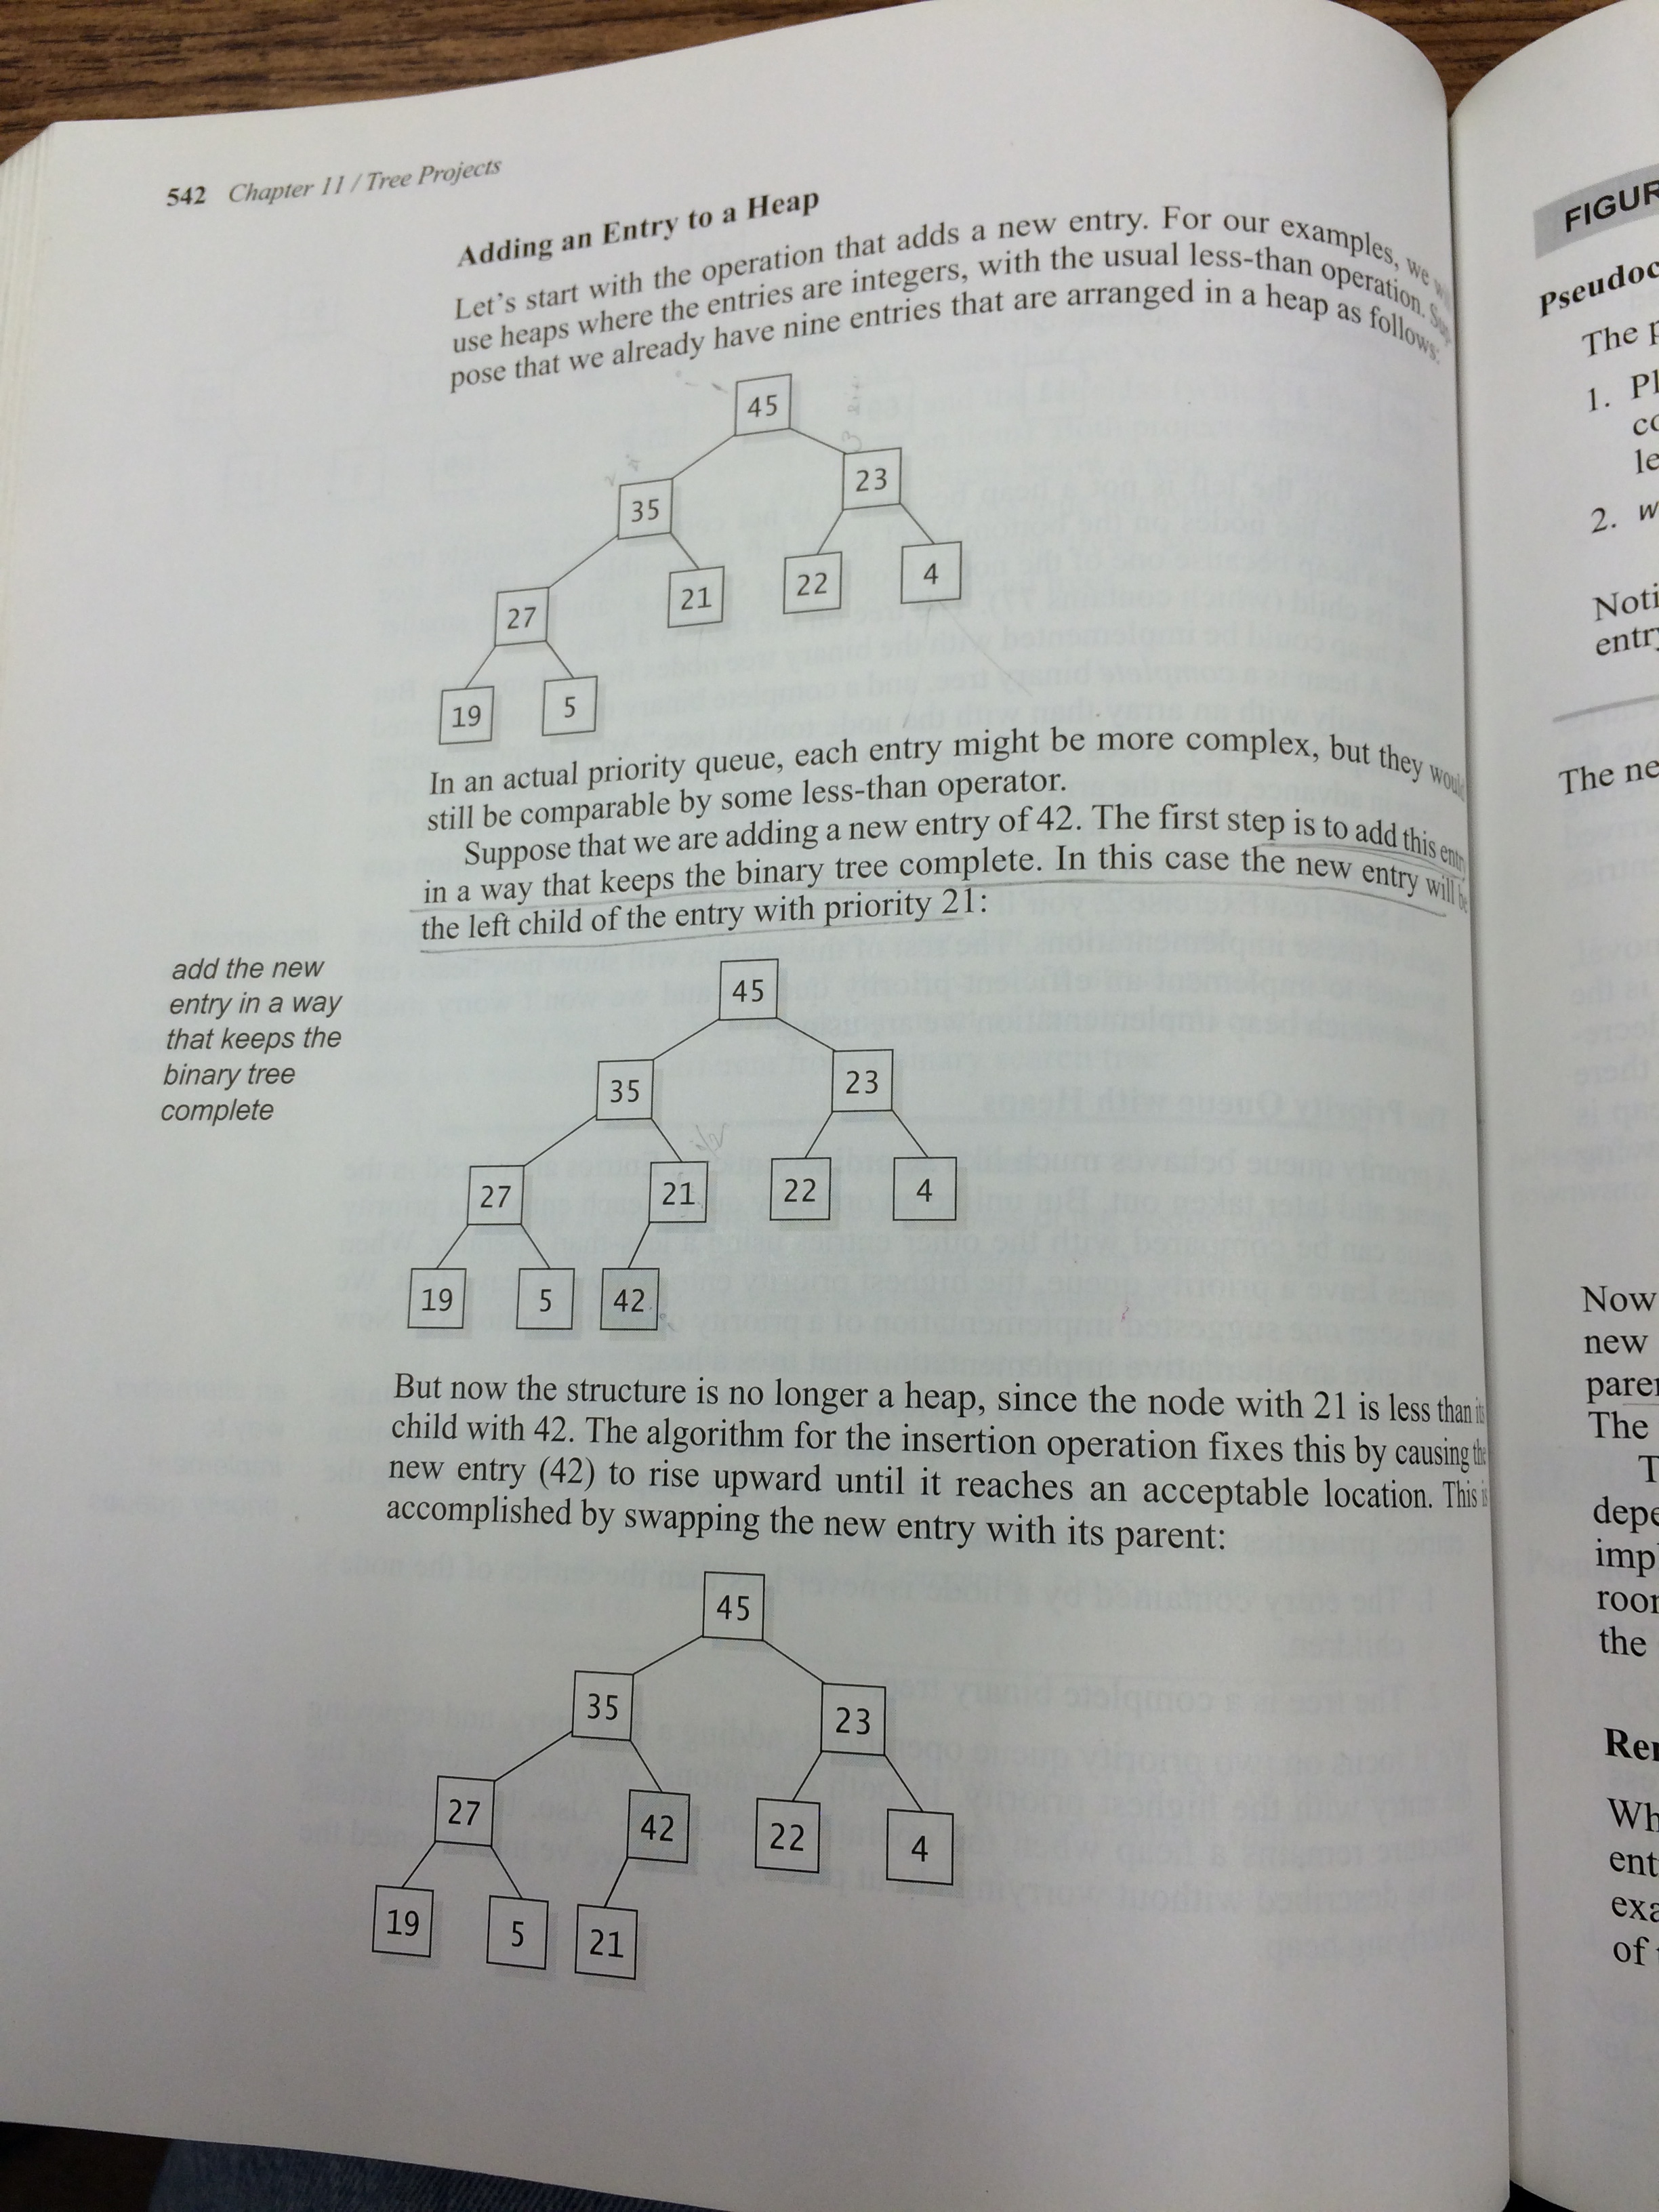 542 Chapter 11 / Tree Projects
Adding an Entry to a Heap
Let's start with the operation that adds a new entry. For our examples, we
use heaps where the entries are integers, with the usual less-than operation.
pose that we already have nine entries that are arranged in a heap as follows:
45
35 23
27 21 22 4
19 5
In an actual priority queue, each entry might be more complex, but they would
still be comparable by some less-than operator.
Suppose that we are adding a new entry of 42. The first step is to add this entry
in a way that keeps the binary tree complete. In this case the new entry will be
the left child of the entry with priority 21:
add the new
entry in a way
that keeps the
binary tree
complete
45
35 23
27 21 22 4
19 5 42
But now the structure is no longer a heap, since the node with 21 is less than its
child with 42. The algorithm for the insertion operation fixes this by causing the
new entry (42) to rise upward until it reaches an acceptable location. This is
accomplished by swapping the new entry with its parent:
45
35 23
27 42 22 4
19 5 21
FIGUR
Pseudoc
The p
1. Pl
co
le
2. w
Noti
entry
The ne
Now
new
paren
The
T
depe
imp
room
the
Rem
Wh
ent
exa
of